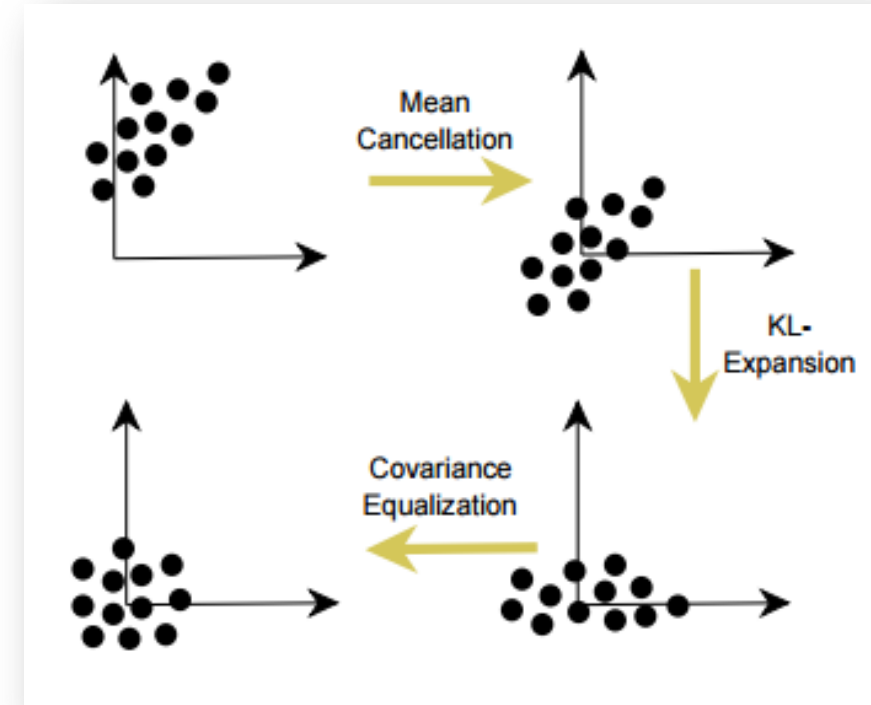 Mean
Cancellation
KL-
Expansion
Covariance
Equalization